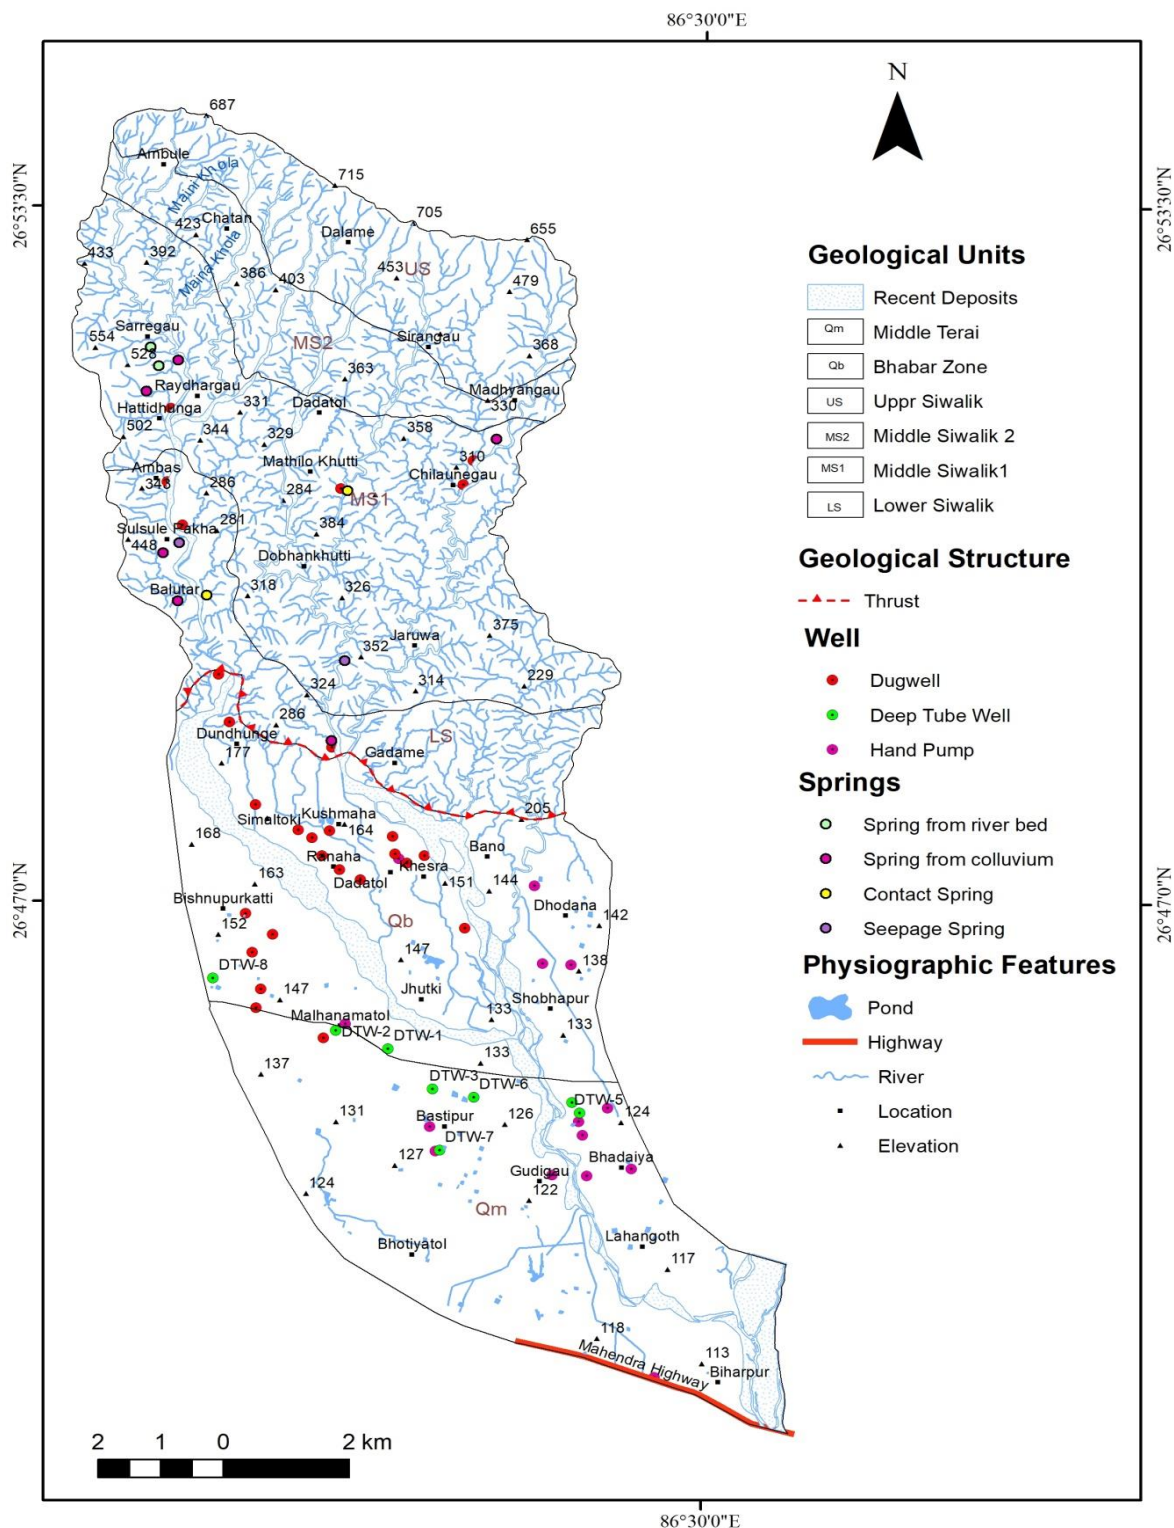 86°30'0"E
N
687
Ambule
Maini Khola
715
26°53'30"N
26°53'30"N
Chatan
705
423
Dalame
655
Maina Khola
433
392
453
US
Geological Units
386
403
479
Recent Deposits
Sarregau
Qm
Middle Terai
554
MS2
Sirangau
528
368
Qb
Bhabar Zone
363
Raydhargau
Madhyangau
US
Uppr Siwalik
Hattidhanga
331
Dadatol
330
502
344
329
358
MS2
Middle Siwalik 2
Ambas
Mathilo Khutti
310
MS1
Middle Siwalik1
346
286
284
Chilaunegau
MS1
LS
Lower Siwalik
281
Sulsule Pakha
384
448
Geological Structure
Dobhankhutti
Balutar
318
326
Thrust
375
Jaruwa
Well
352
324
314
229
Dugwell
286
Deep Tube Well
Dundhunge
LS
177
Gadame
Hand Pump
Springs
205
Simaltoki
Kushmaha
164
Spring from river bed
168
Bano
Ranaha
Khesra
Spring from colluvium
163
Dadatol
151
144
Contact Spring
26°47'0"N
26°47'0"N
Bishnupurkatti
Dhodana
152
Qb
142
Seepage Spring
147
138
Physiographic Features
DTW-8
147
Jhutki
Shobhapur
Pond
Malhanamatol
133
DTW-2
DTW-1
133
Highway
137
133
DTW-3
DTW-6
River
131
Bastipur
126
DTW-5
124
Location
DTW-7
127
Bhadaiya
Elevation
124
Gudigau
122
Qm
Bhotiyatol
Lahangoth
117
118
Mahendra Highway
113
Biharpur
2 1 0 2 km
86°30'0"E